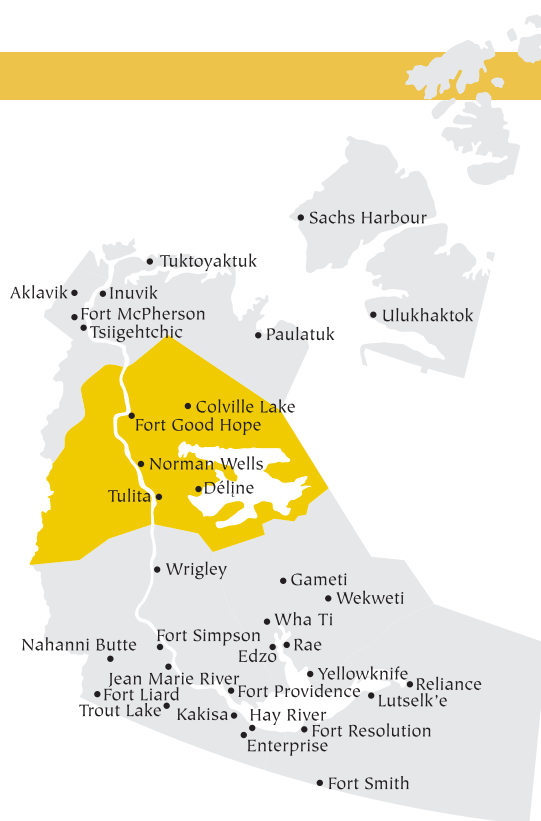 Sachs Harbour
Tuktoyaktuk
Aklavik
Inuvik
Fort McPherson
Ulukhaktok
Tsiigehtchic
Paulatuk
Colville Lake
Fort Good Hope
Norman Wells
Délįne
Tulita
Wrigley
Gameti
Wekweti
Wha Ti
Fort Simpson
Nahanni Butte
Rae
Edzo
Yellowknife
Jean Marie River
Reliance
Fort Providence
Fort Liard
Lutselk’e
Trout Lake
Kakisa
Hay River
Fort Resolution
Enterprise
Fort Smith